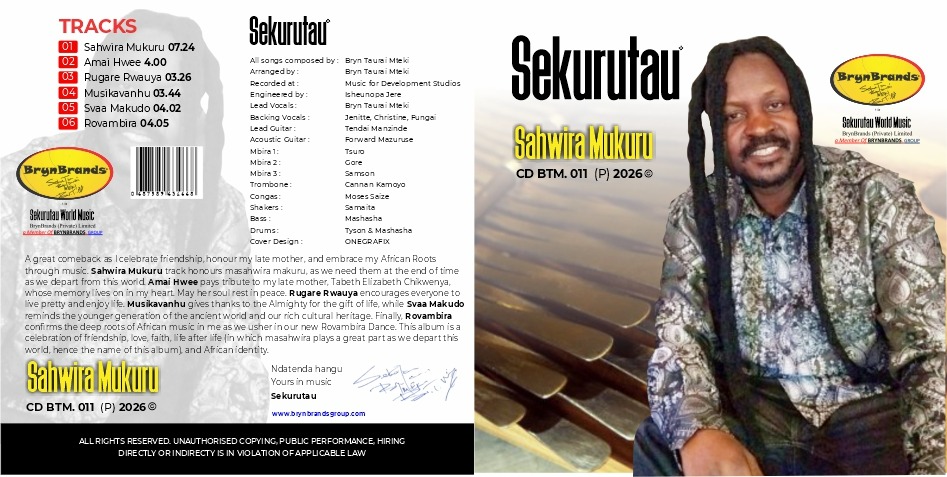 TRACKS
01 Sahwira Mukuru 07.24
02 Amai Hwee 4.00
03 Rugare Rwauya 03.26
04 Musikavanhu 03.44
05 Svaa Makudo 04.02
06 Rovambira 04.05
BrynBrands
Sekurutau World Music
BrynBrands (Private) Limited
a Member Of BRYNBRANDS GROUP
Sekurutau
All songs composed by : Bryn Taurai Mteki
Arranged by : Bryn Taurai Mteki
Recorded at : Music for Development Studios
Engineered by : Isheunopa Jere
Lead Vocals : Bryn Taurai Mteki
Backing Vocals : Jenitte, Christine, Fungai
Lead Guitar : Tendai Manzinde
Acoustic Guitar : Forward Mazuruse
Mbira 1 : Tsuro
Mbira 2 : Gore
Mbira 3 : Samson
Trombone : Cannan Kamoyo
Congas : Moses Saize
Shakers : Samaita
Bass : Mashasha
Drums : Tyson & Mashasha
Cover Design : ONEGRAFIX
A great comeback as I celebrate friendship, honour my late mother, and embrace my African Roots
through music. Sahwira Mukuru track honours masahwira makuru, as we need them at the end of time
as we depart from this world. Amai Hwee pays tribute to my late mother, Tabeth Elizabeth Chikwenya,
whose memory lives on in my heart. May her soul rest in peace. Rugare Rwauya encourages everyone to
live pretty and enjoy life. Musikavanhu gives thanks to the Almighty for the gift of life, while Svaa Makudo
reminds the younger generation of the ancient world and our rich cultural heritage. Finally, Rovambira
confirms the deep roots of African music in me as we usher in our new Rovambira Dance. This album is a
celebration of friendship, love, faith, life after life (in which masahwira plays a great part as we depart this
world, hence the name of this album), and African identity.
Sahwira Mukuru
CD BTM. 011 (P) 2026 ©
Ndatenda hangu
Yours in music
Sekurutau
www.brynbrandsgroup.com
ALL RIGHTS RESERVED. UNAUTHORISED COPYING, PUBLIC PERFORMANCE, HIRING
DIRECTLY OR INDIRECTY IS IN VIOLATION OF APPLICABLE LAW
Sekurutau
Sahwira Mukuru
CD BTM. 011 (P) 2026 ©
BrynBrands
Sekurutau World Music
BrynBrands (Private) Limited
a Member Of BRYNBRANDS GROUP